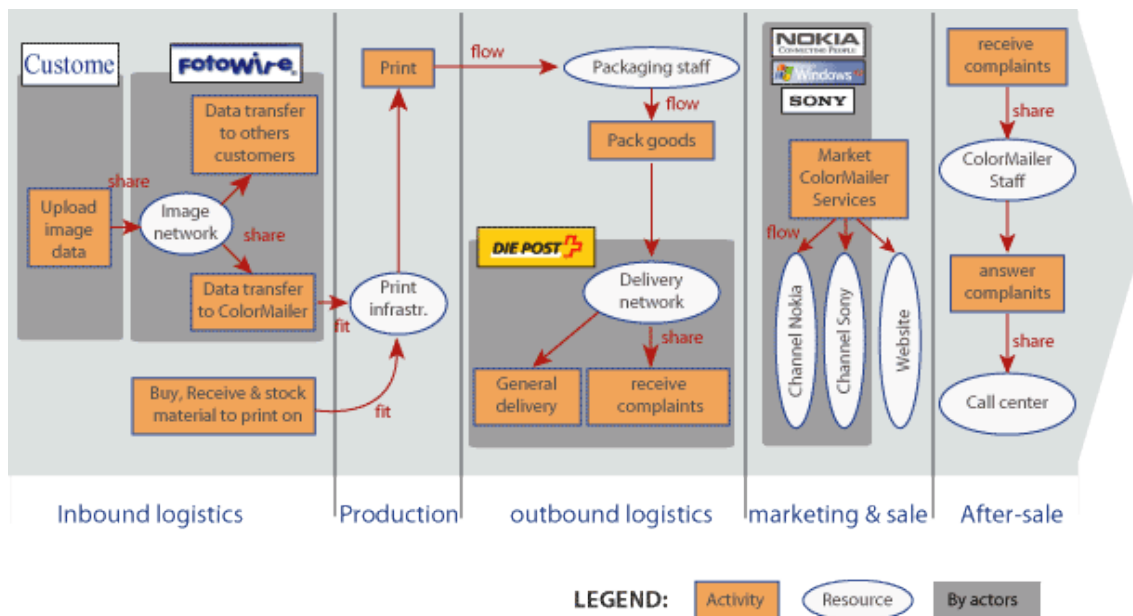 Custome
FOTOWIRE
Data transfer
to others
customers
share
Upload
image
data
Image
network
share
Data transfer
to ColorMailer
fit
Buy, Receive & stock
material to print on
fit
Print
flow
Print
infrastr.
Packaging staff
flow
Pack goods
DIE POST
Delivery
network
share
General
delivery
receive
complaints
NOKIA
CONNECTING PEOPLE
Windows
SONY
Market
ColorMailer
Services
flow
Channel Nokia
Channel Sony
Website
receive
complaints
share
ColorMailer
Staff
answer
complanits
share
Call center
Inbound logistics
Production
outbound logistics
marketing & sale
After-sale
LEGEND:
Activity
Resource
By actors